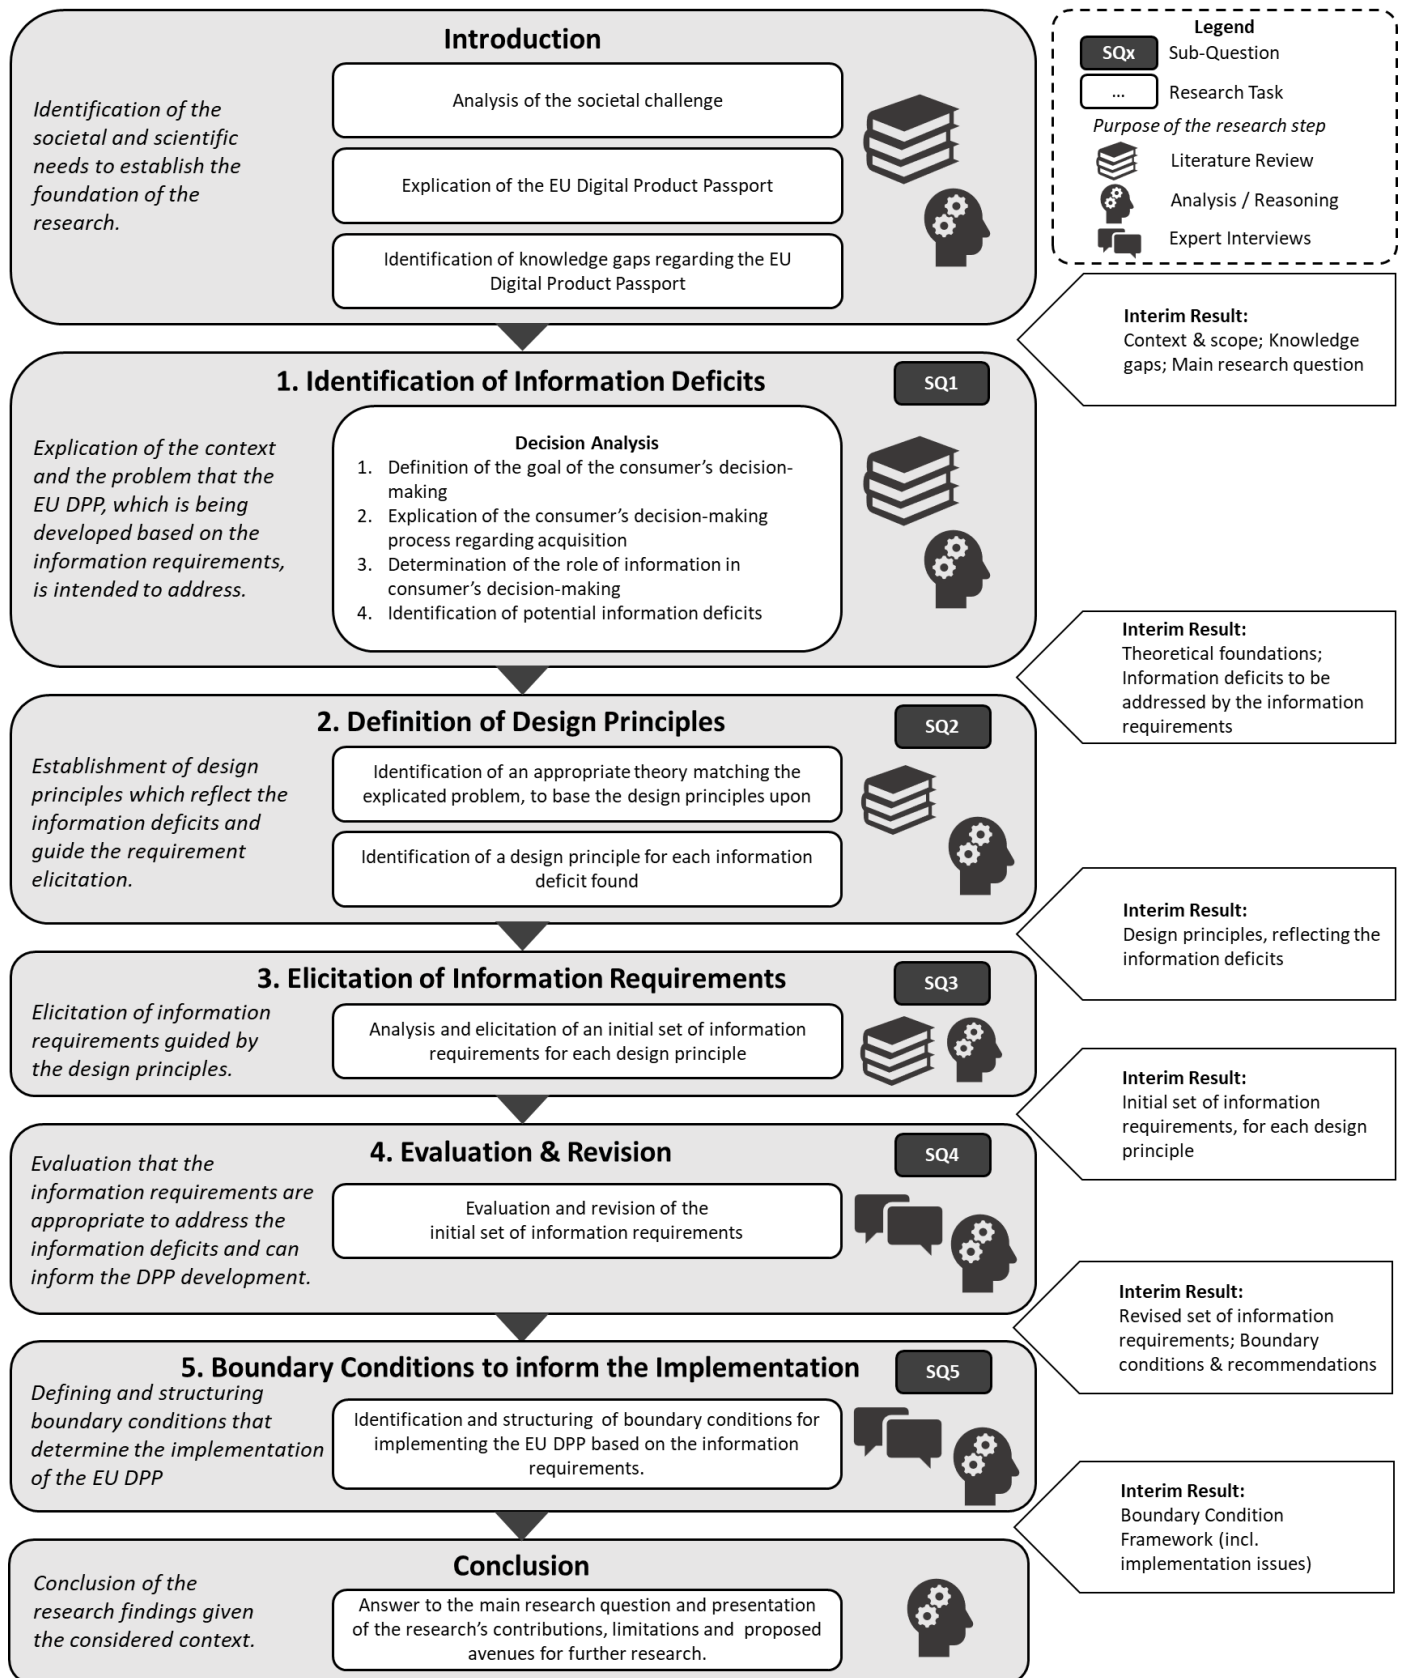 Introduction
Identification of the
societal and scientific
needs to establish the
foundation of the
research.
Analysis of the societal challenge
Explication of the EU Digital Product Passport
Identification of knowledge gaps regarding the EU
Digital Product Passport
Legend
SQx Sub-Question
... Research Task
Purpose of the research step
Literature Review
Analysis / Reasoning
Expert Interviews
Interim Result:
Context & scope; Knowledge
gaps; Main research question
1. Identification of Information Deficits
SQ1
Explication of the context
and the problem that the
EU DPP, which is being
developed based on the
information requirements,
is intended to address.
Decision Analysis
1. Definition of the goal of the consumer's decision-
making
2. Explication of the consumer's decision-making
process regarding acquisition
3. Determination of the role of information in
consumer's decision-making
4. Identification of potential information deficits
Interim Result:
Theoretical foundations;
Information deficits to be
addressed by the information
requirements
2. Definition of Design Principles
SQ2
Establishment of design
principles which reflect the
information deficits and
guide the requirement
elicitation.
Identification of an appropriate theory matching the
explicated problem, to base the design principles upon
Identification of a design principle for each information
deficit found
Interim Result:
Design principles, reflecting the
information deficits
3. Elicitation of Information Requirements
SQ3
Elicitation of information
requirements guided by
the design principles.
Analysis and elicitation of an initial set of information
requirements for each design principle
Interim Result:
Initial set of information
requirements, for each design
principle
4. Evaluation & Revision
SQ4
Evaluation that the
information requirements are
appropriate to address the
information deficits and can
inform the DPP development.
Evaluation and revision of the
initial set of information requirements
Interim Result:
Revised set of information
requirements; Boundary
conditions & recommendations
5. Boundary Conditions to inform the Implementation
SQ5
Defining and structuring
boundary conditions that
determine the implementation
of the EU DPP
Identification and structuring of boundary conditions for
implementing the EU DPP based on the information
requirements.
Interim Result:
Boundary Condition
Framework (incl.
implementation issues)
Conclusion
Conclusion of the
research findings given
the considered context.
Answer to the main research question and presentation
of the research's contributions, limitations and proposed
avenues for further research.